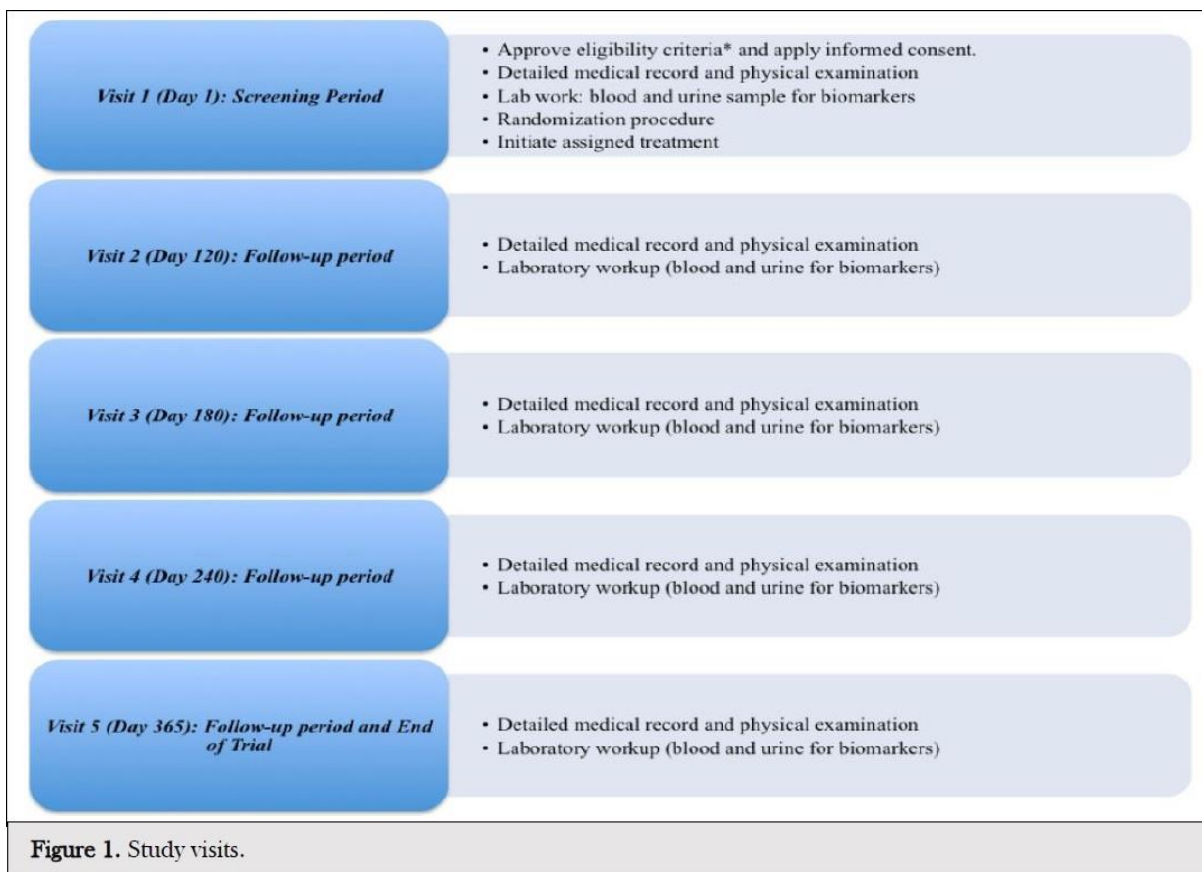 Visit 1 (Day 1): Screening Period
• Approve eligibility criteria* and apply informed consent.
• Detailed medical record and physical examination
• Lab work: blood and urine sample for biomarkers
• Randomization procedure
• Initiate assigned treatment
Visit 2 (Day 120): Follow-up period
• Detailed medical record and physical examination
• Laboratory workup (blood and urine for biomarkers)
Visit 3 (Day 180): Follow-up period
• Detailed medical record and physical examination
• Laboratory workup (blood and urine for biomarkers)
Visit 4 (Day 240): Follow-up period
• Detailed medical record and physical examination
• Laboratory workup (blood and urine for biomarkers)
Visit 5 (Day 365): Follow-up period and End
of Trial
• Detailed medical record and physical examination
• Laboratory workup (blood and urine for biomarkers)
Figure 1. Study visits.